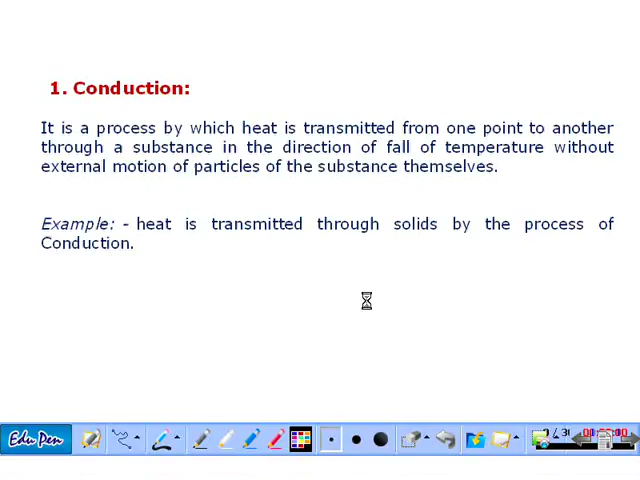 1. Conduction:
It is a process by which heat is transmitted from one point to another
through a substance in the direction of fall of temperature without
external motion of particles of the substance themselves.
Example: - heat is transmitted through solids by the process of
Conduction.
Edu Pen